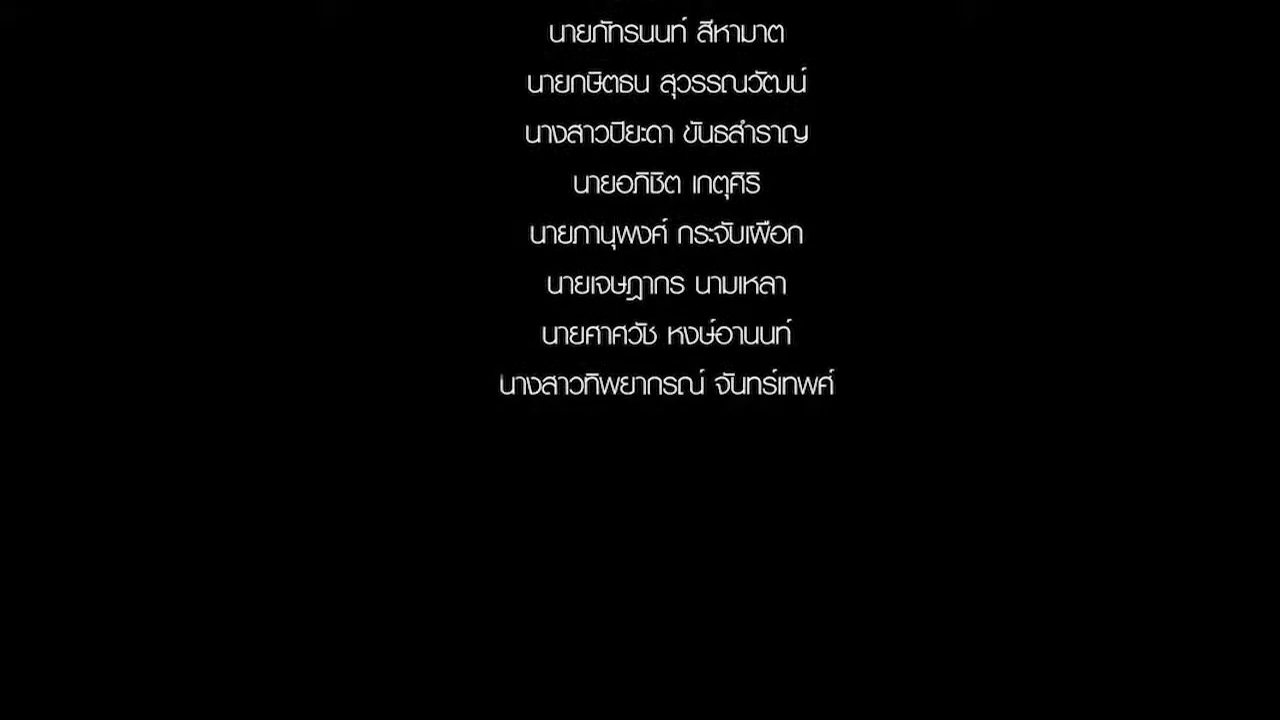 นายภัทรนนท์ สีหามาต
นายกษิตธน สุวรรณวัฒน์
นางสาวปิยะดา ขันธสำราญ
นายอภิชิต เกตุศิริ
นายภานุพงศ์ กระจับเผือก
นายเจษฎากร นามเหลา
นายศาศวัช หงษ์อานนท์
นางสาวทิพยาภรณ์ จันทร์เทพศ์